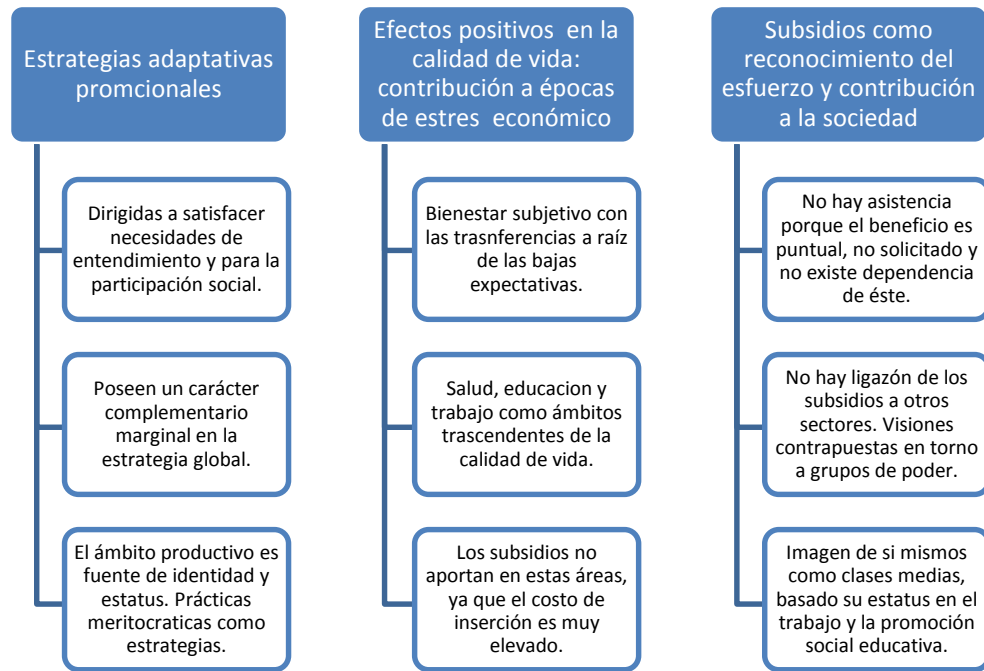 Estrategias adaptativas
promcionales
Dirigidas a satisfacer
necesidades de
entendimiento y para la
participación social.
Poseen un carácter
complementario
marginal en la
estrategia global.
El ámbito productivo es
fuente de identidad y
estatus. Prácticas
meritocraticas como
estrategias.
Efectos positivos en la
calidad de vida:
contribución a épocas
de estres económico
Bienestar subjetivo con
las trasnferencias a raíz
de las bajas
expectativas.
Salud, educacion y
trabajo como ámbitos
trascendentes de la
calidad de vida.
Los subsidios no
aportan en estas áreas,
ya que el costo de
inserción es muy
elevado.
Subsidios como
reconocimiento del
esfuerzo y contribución
a la sociedad
No hay asistencia
porque el beneficio es
puntual, no solicitado y
no existe dependencia
de éste.
No hay ligazón de los
subsidios a otros
sectores. Visiones
contrapuestas en torno
a grupos de poder.
Imagen de si mismos
como clases medias,
basado su estatus en el
trabajo y la promoción
social educativa.